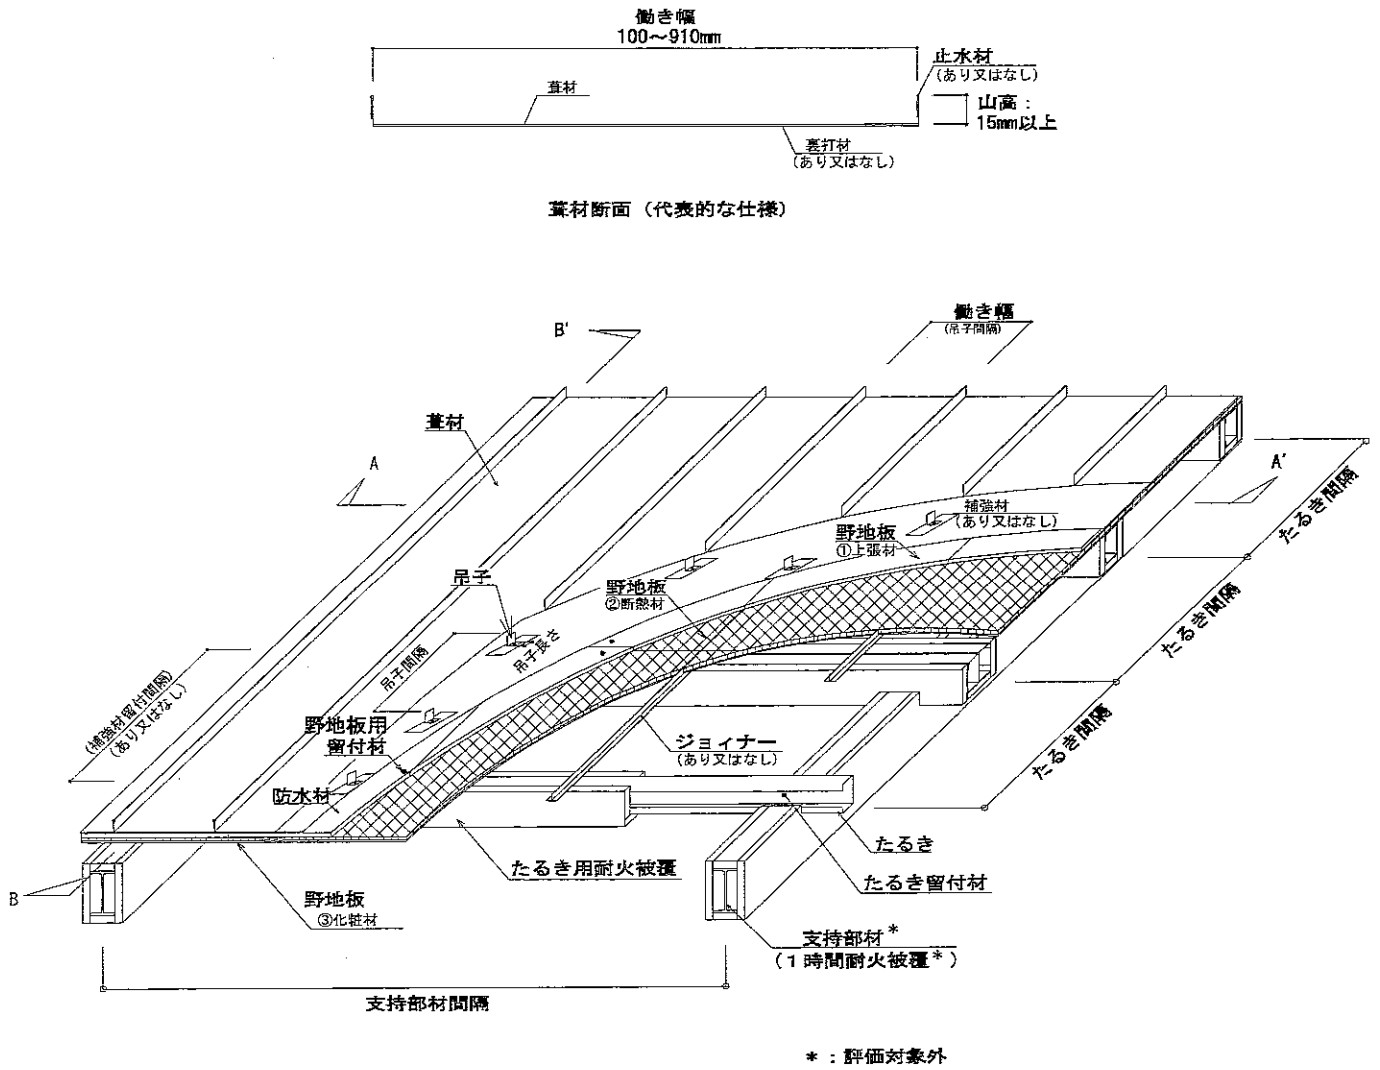 働き幅
100～910mm
止水材
(あり又はなし)
葺材
山高：
15mm以上
裏打材
(あり又はなし)
葺材断面（代表的な仕様）
働き幅
(吊子間隔)
B'
葺材
A
A'
補強材
(あり又はなし)
野地板
①上張材
たるき間隔
吊子
野地板
②断熱材
吊子長さ
吊子間隔
たるき間隔
(補強材留付間隔)
(あり又はなし)
野地板用
留付材
ジョイナー
(あり又はなし)
たるき間隔
防水材
たるき
たるき用耐火被覆
たるき留付材
B
野地板
③化粧材
支持部材*
(1時間耐火被覆*)
支持部材間隔
*：評価対象外